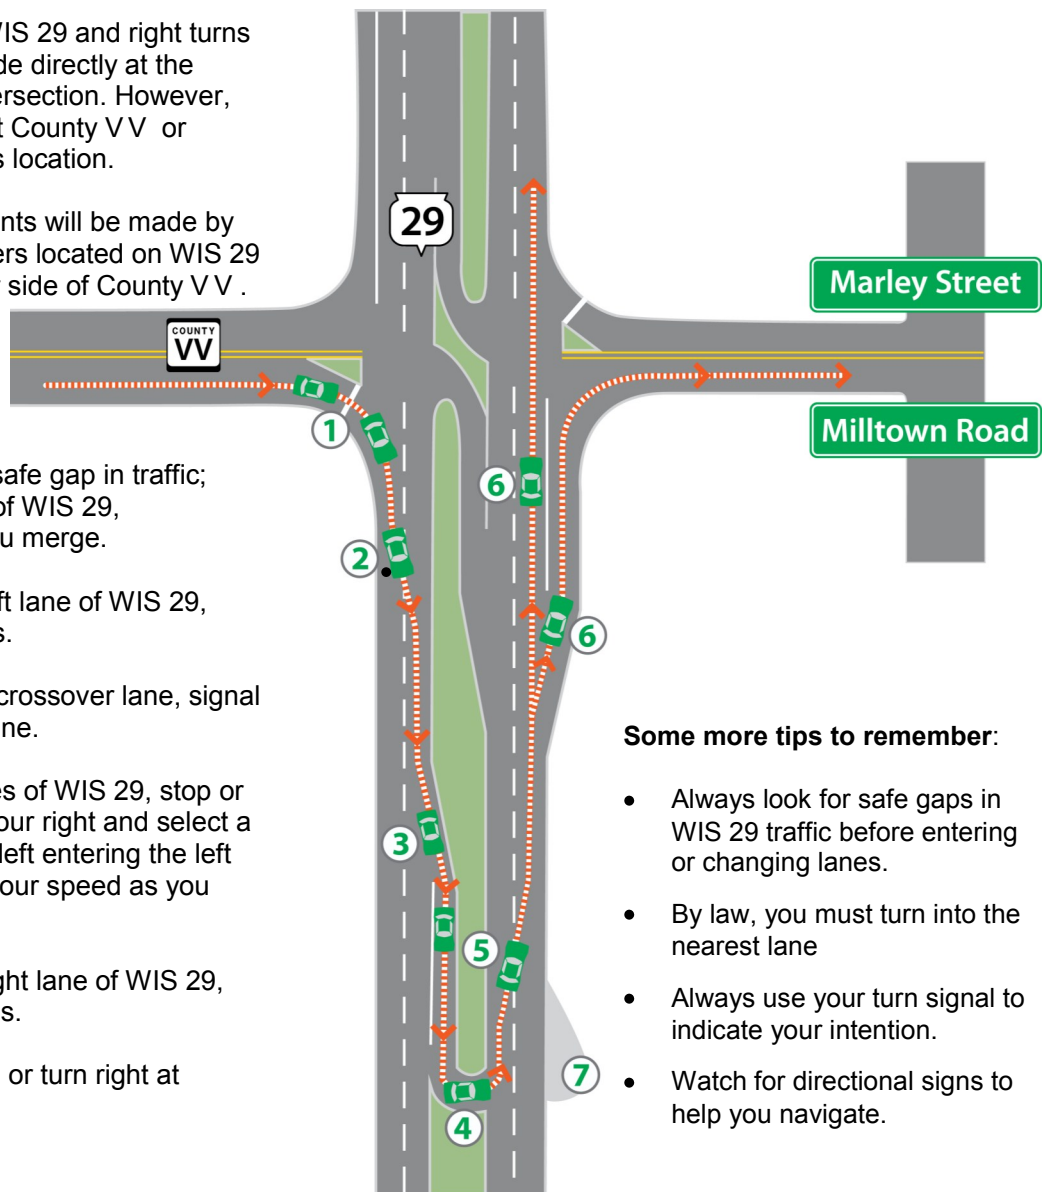 WIS 29 and right turns
de directly at the
ersection. However,
t County V V or
s location.
nts will be made by
ers located on WIS 29
r side of County V V .
29
Marley Street
COUNTY
VV
Milltown Road
1
safe gap in traffic;
of WIS 29,
u merge.
6
2
ft lane of WIS 29,
s.
6
crossover lane, signal
ne.
es of WIS 29, stop or
our right and select a
left entering the left
our speed as you
3
5
ght lane of WIS 29,
s.
or turn right at
4
7
Some more tips to remember:
• Always look for safe gaps in
WIS 29 traffic before entering
or changing lanes.
• By law, you must turn into the
nearest lane
• Always use your turn signal to
indicate your intention.
• Watch for directional signs to
help you navigate.